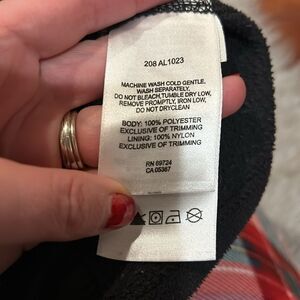 208 AL1023
MACHINE WASH COLD GENTLE,
WASH SEPARATELY,
DO NOT BLEACH,TUMBLE DRY LOW,
REMOVE PROMPTLY, IRON LOW,
DO NOT DRYCLEAN
BODY: 100% POLYESTER
EXCLUSIVE OF TRIMMING
LINING: 100% NYLON
EXCLUSIVE OF TRIMMING
RN 69724
CA 05367